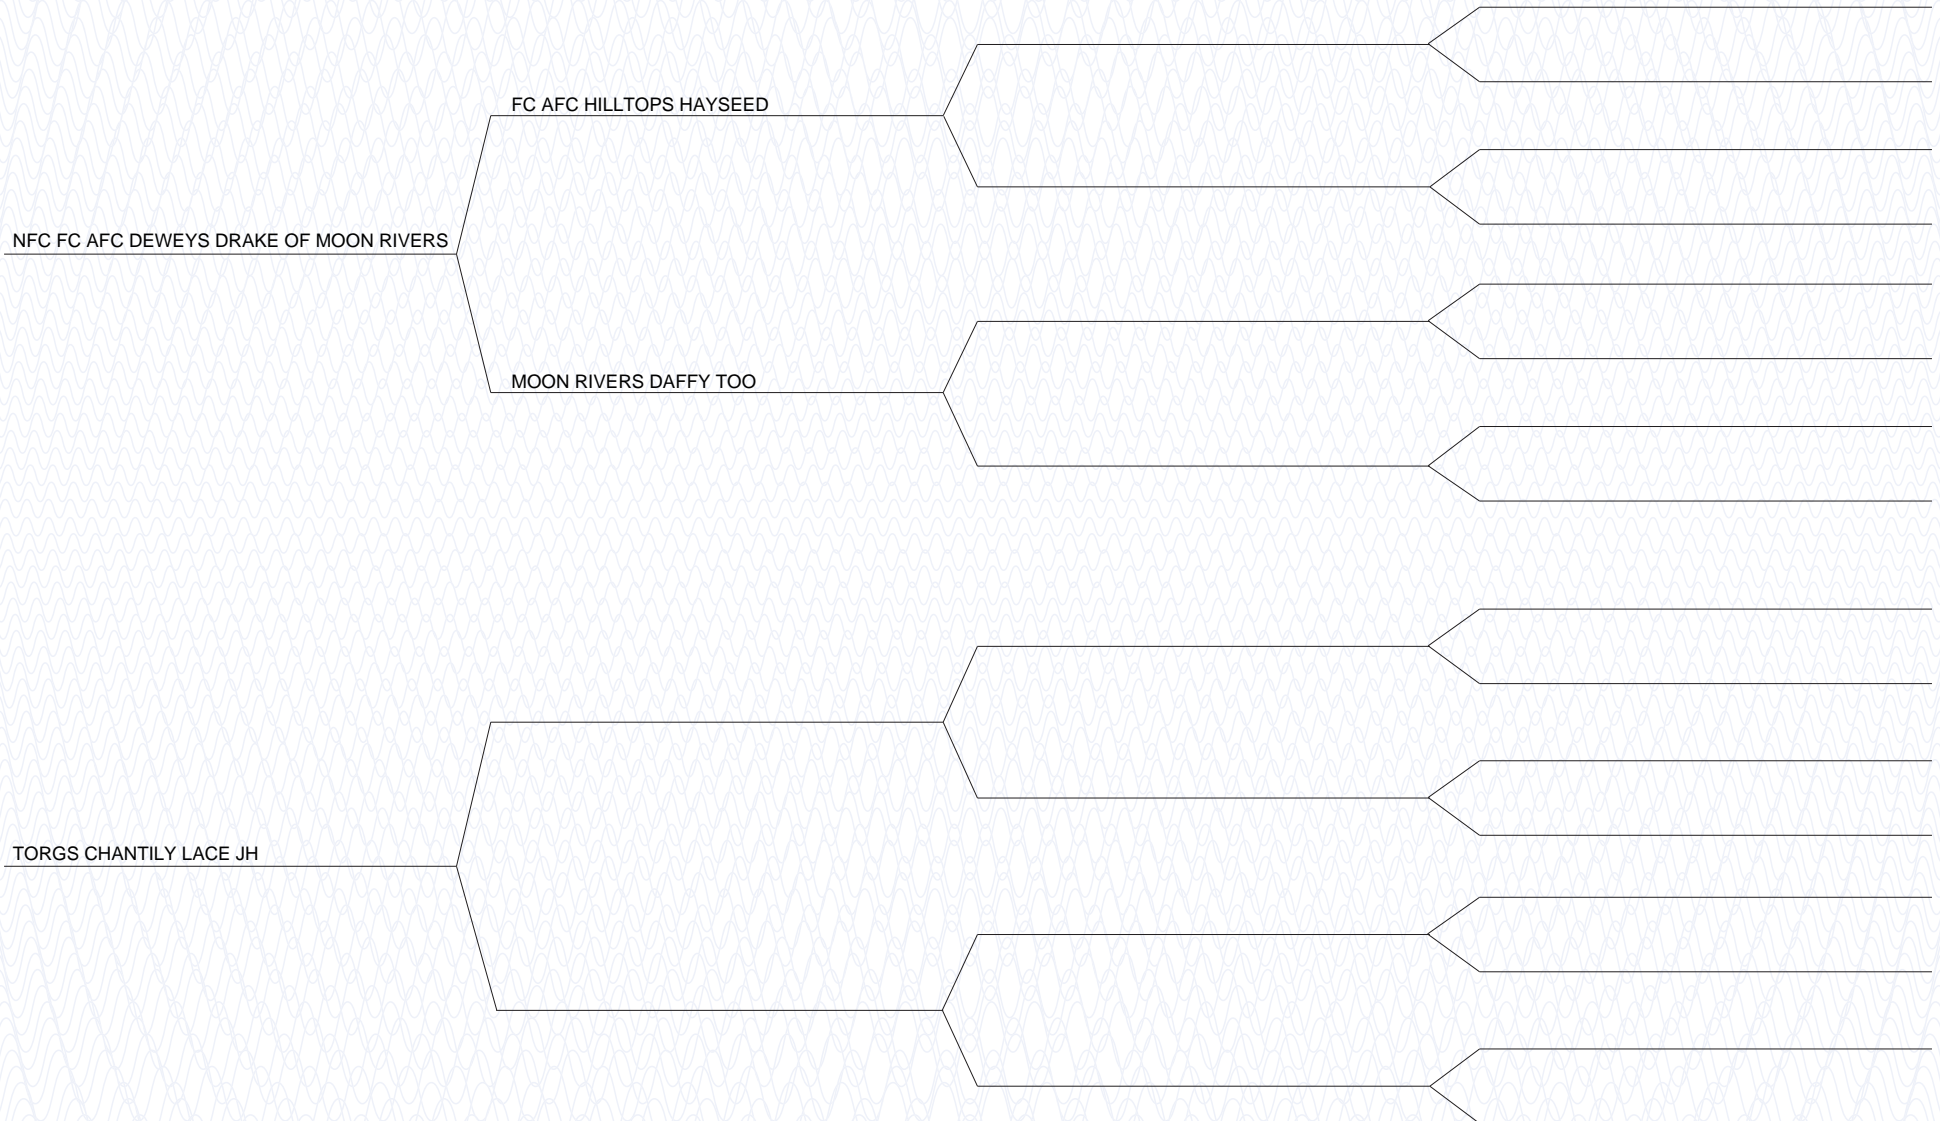 FC AFC HILLTOPS HAYSEED
NFC FC AFC DEWEYS DRAKE OF MOON RIVERS
MOON RIVERS DAFFY TOO
TORGS CHANTILY LACE JH